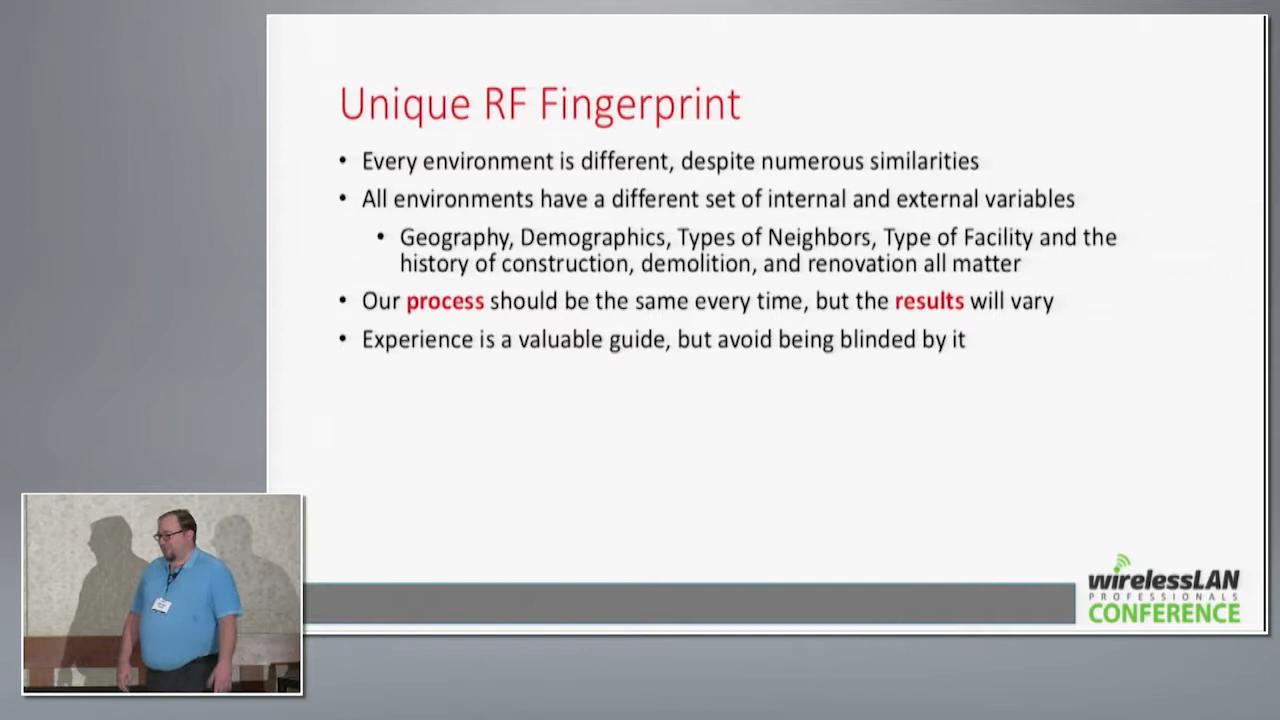 Unique RF Fingerprint
• Every environment is different, despite numerous similarities
• All environments have a different set of internal and external variables
• Geography, Demographics, Types of Neighbors, Type of Facility and the
history of construction, demolition, and renovation all matter
• Our process should be the same every time, but the results will vary
• Experience is a valuable guide, but avoid being blinded by it
wirelessLAN
PROFESSIONALS
CONFERENCE